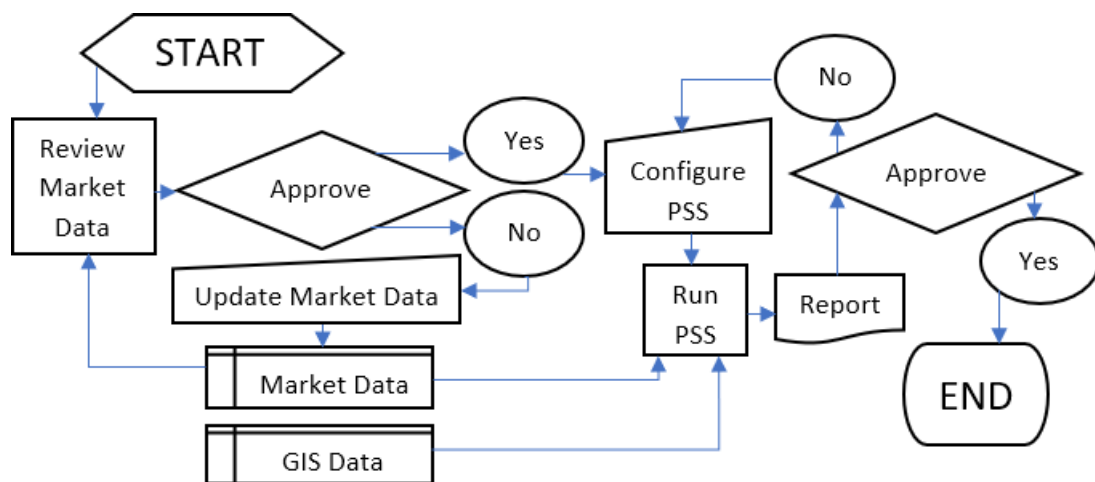 START
Review
Market
Data
Approve
Yes
No
Update Market Data
Market Data
GIS Data
Configure
PSS
Run
PSS
Report
No
Approve
Yes
END